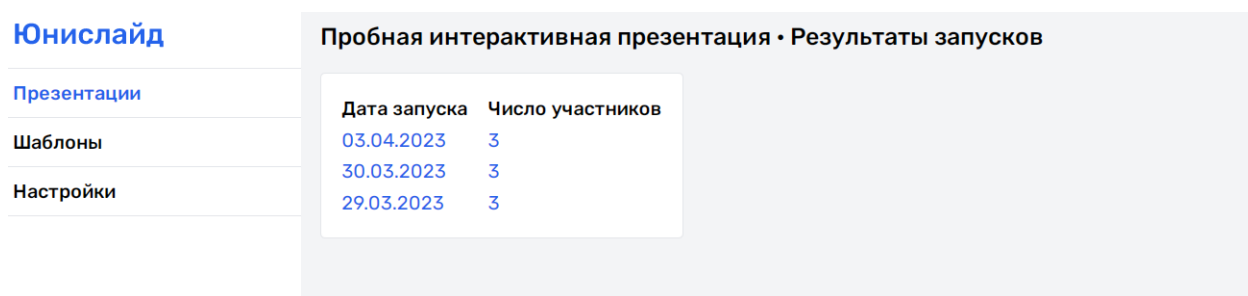 Юнислайд
Презентации
Шаблоны
Настройки
Пробная интерактивная презентация • Результаты запусков
Дата запуска Число участников
03.04.2023 3
30.03.2023 3
29.03.2023 3